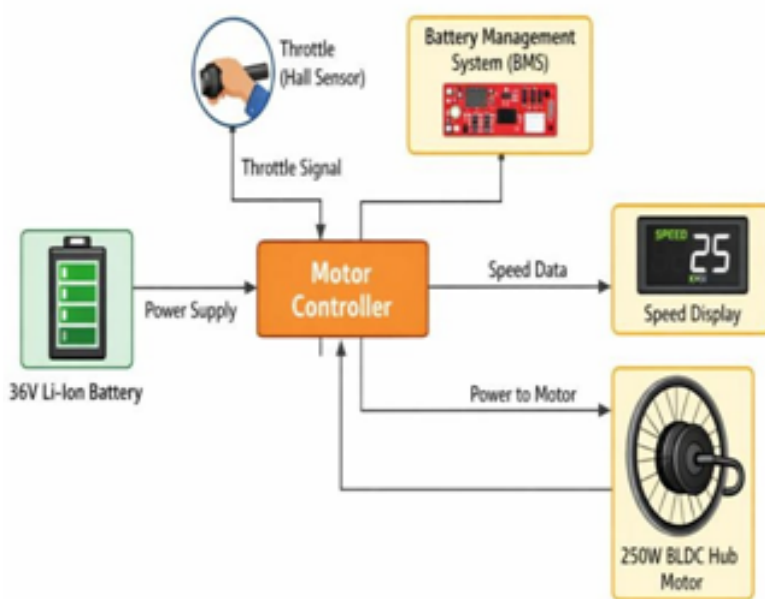 Throttle
(Hall Sensor)
Battery Management
System (BMS)
Throttle Signal
Motor
Controller
Power Supply
Speed Data
SPEED
25
Speed Display
36V Li-Ion Battery
Power to Motor
250W BLDC Hub
Motor